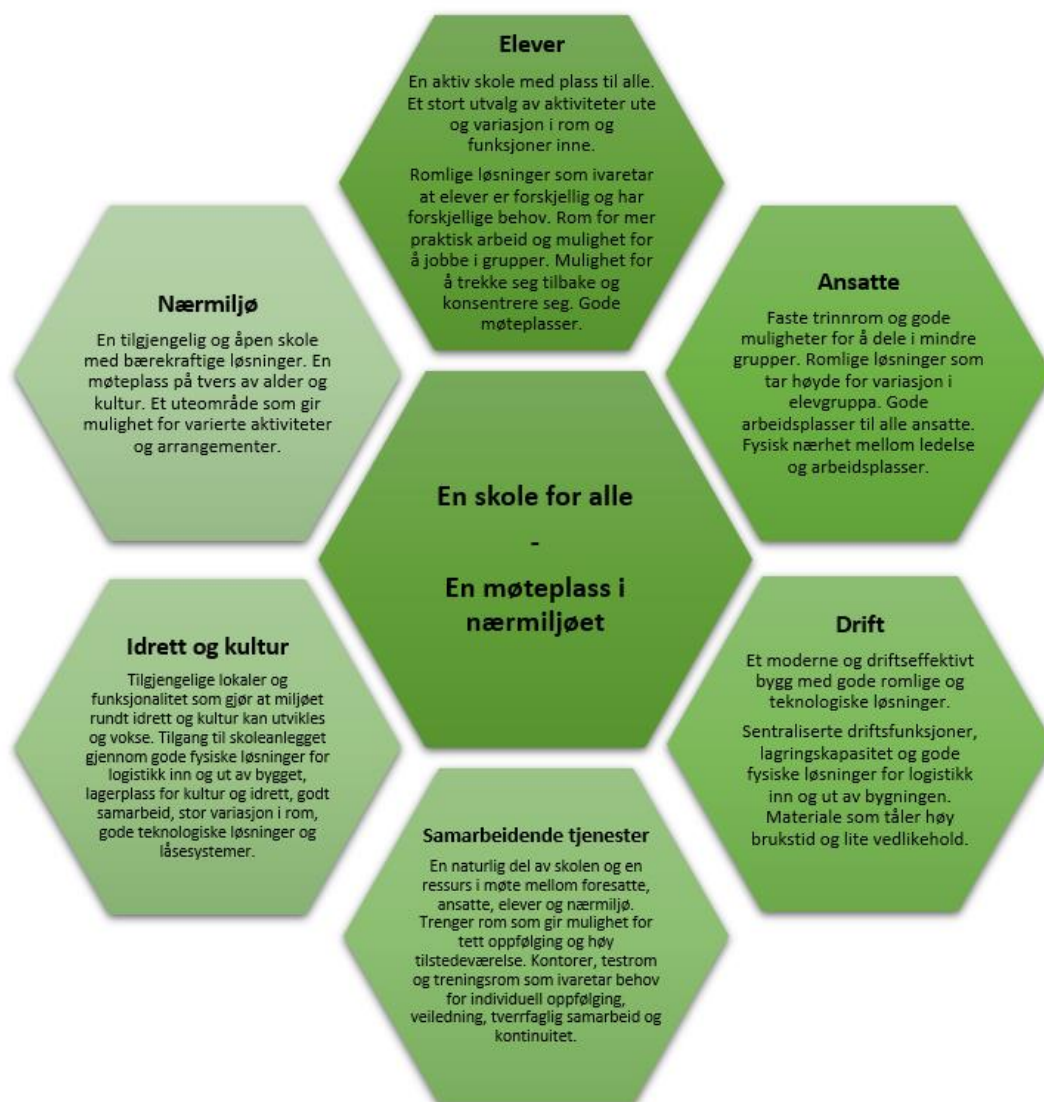 Elever
En aktiv skole med plass til alle.
Et stort utvalg av aktiviteter ute
og variasjon i rom og
funksjoner inne.
Romlige løsninger som ivaretar
at elever er forskjellig og har
forskjellige behov. Rom for mer
praktisk arbeid og mulighet for
å jobbe i grupper. Mulighet for
å trekke seg tilbake og
konsentrere seg. Gode
møteplasser.
Ansatte
Faste trinnrom og gode
muligheter for å dele i mindre
grupper. Romlige løsninger som
tar høyde for variasjon i
elevgruppa. Gode
arbeidsplasser til alle ansatte.
Fysisk nærhet mellom ledelse
og arbeidsplasser.
Nærmiljø
En tilgjengelig og åpen skole
med bærekraftige løsninger. En
møteplass på tvers av alder og
kultur. Et uteområde som gir
mulighet for varierte aktiviteter
og arrangementer.
En skole for alle
-
En møteplass i
nærmiljøet
Drift
Et moderne og driftseffektivt
bygg med gode romlige og
teknologiske løsninger.
Sentraliserte driftsfunksjoner,
lagringskapasitet og gode
fysiske løsninger for logistikk
inn og ut av bygningen.
Materiale som tåler høy
brukstid og lite vedlikehold.
Idrett og kultur
Tilgjengelige lokaler og
funksjonalitet som gjør at miljøet
rundt idrett og kultur kan utvikles
og vokse. Tilgang til skoleanlegget
gjennom gode fysiske løsninger for
logistikk inn og ut av bygget,
lagerplass for kultur og idrett, godt
samarbeid, stor variasjon i rom,
gode teknologiske løsninger og
låsesystemer.
Samarbeidende tjenester
En naturlig del av skolen og en
ressurs i møte mellom foresatte,
ansatte, elever og nærmiljø.
Trenger rom som gir mulighet for
tett oppfølging og høy
tilstedeværelse. Kontorer, testrom
og treningsrom som ivaretar behov
for individuell oppfølging,
veiledning, tverrfaglig samarbeid og
kontinuitet.